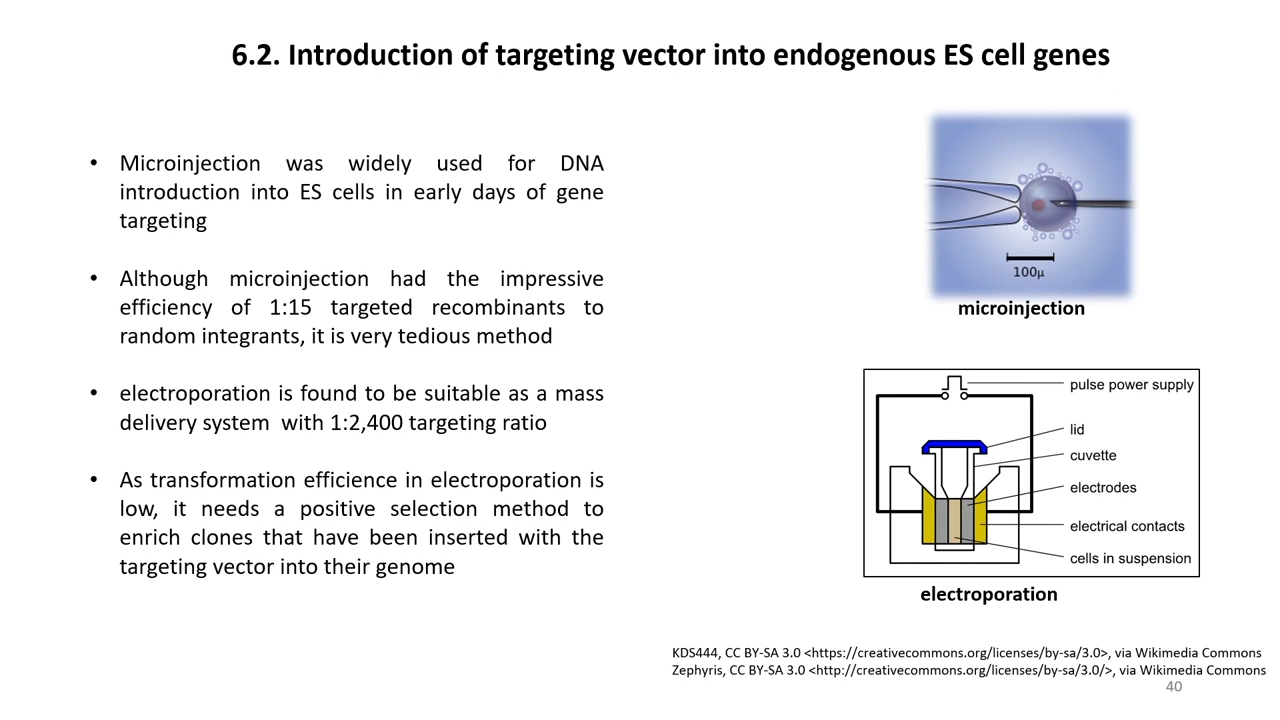 6.2. Introduction of targeting vector into endogenous ES cell genes
• Microinjection was widely used for DNA
introduction into ES cells in early days of gene
targeting
• Although microinjection had the impressive
efficiency of 1:15 targeted recombinants to
random integrants, it is very tedious method
• electroporation is found to be suitable as a mass
delivery system with 1:2,400 targeting ratio
• As transformation efficience in electroporation is
low, it needs a positive selection method to
enrich clones that have been inserted with the
targeting vector into their genome
100µ
microinjection
pulse power supply
lid
cuvette
electrodes
electrical contacts
cells in suspension
electroporation
KDS444, CC BY-SA 3.0 <https://creativecommons.org/licenses/by-sa/3.0>, via Wikimedia Commons
Zephyris, CC BY-SA 3.0 <http://creativecommons.org/licenses/by-sa/3.0/>, via Wikimedia Commons
40